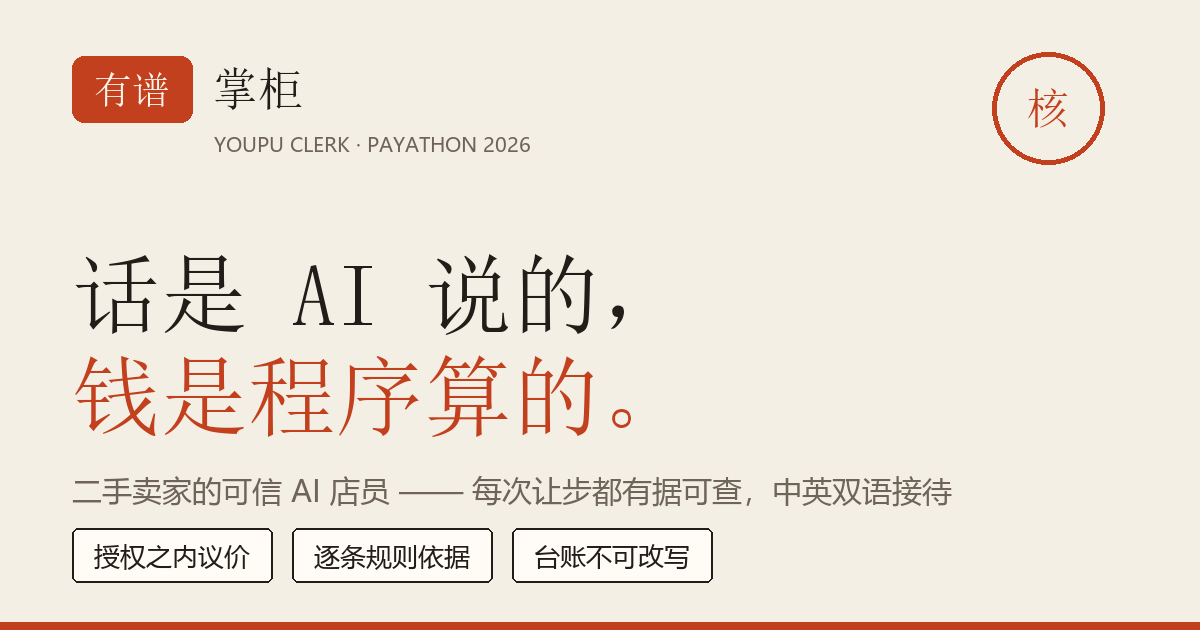 有谱 掌柜
核
YOUPU CLERK · PAYATHON 2026
话是 AI 说的，
钱是程序算的。
二手卖家的可信 AI 店员 —— 每次让步都有据可查，中英双语接待
授权之内议价
逐条规则依据
台账不可改写